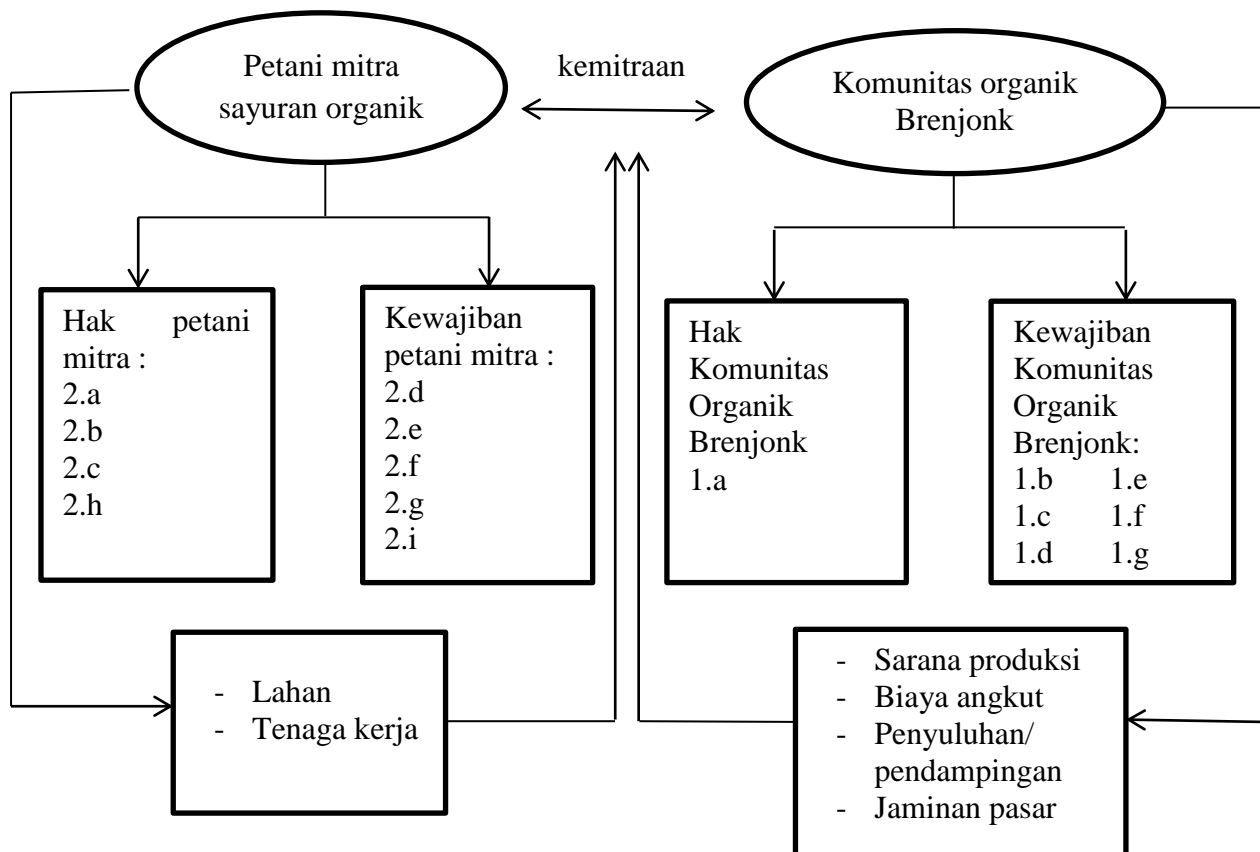 Petani mitra
sayuran organik
kemitraan
Komunitas organik
Brenjonk
Hak petani
mitra :
2.a
2.b
2.c
2.h
Kewajiban
petani mitra :
2.d
2.e
2.f
2.g
2.i
Hak
Komunitas
Organik
Brenjonk
1.a
Kewajiban
Komunitas
Organik
Brenjonk:
1.b 1.e
1.c 1.f
1.d 1.g
- Lahan
- Tenaga kerja
- Sarana produksi
- Biaya angkut
- Penyuluhan/
pendampingan
- Jaminan pasar